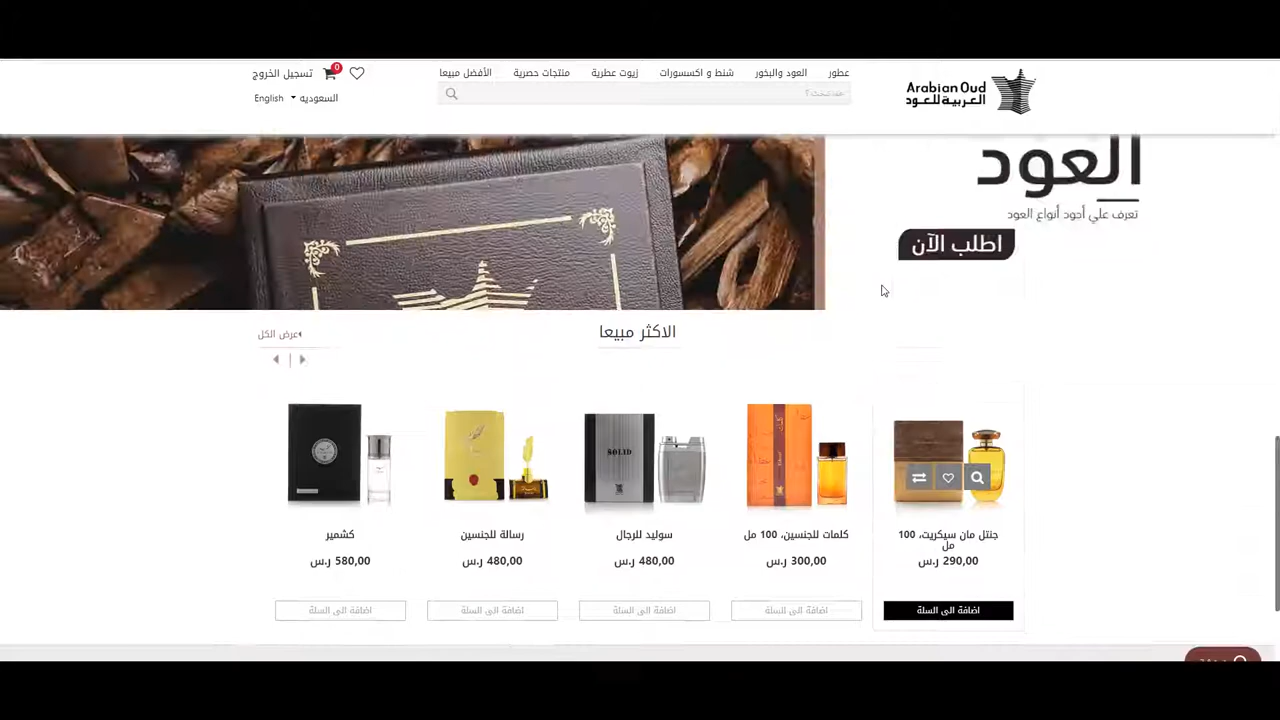 عطور
العود والبخور
شنط و اكسسورات
زيوت عطرية
منتجات حصرية
الأفضل مبيعا
0
تسجيل الخروج
السعوديه
English
Arabian Oud
العربية للعود
العود
تعرف علي أجود أنواع العود
اطلب الآن
الاكثر مبيعا
عرض الكل
SOLID
جنتل مان سيكريت، 100
مل
290,00 ر.س
اضافة الى السلة
كلمات للجنسين، 100 مل
300,00 ر.س
اضافة الى السلة
سوليد للرجال
480,00 ر.س
اضافة الى السلة
رسالة للجنسين
480,00 ر.س
اضافة الى السلة
كشمير
580,00 ر.س
اضافة الى السلة